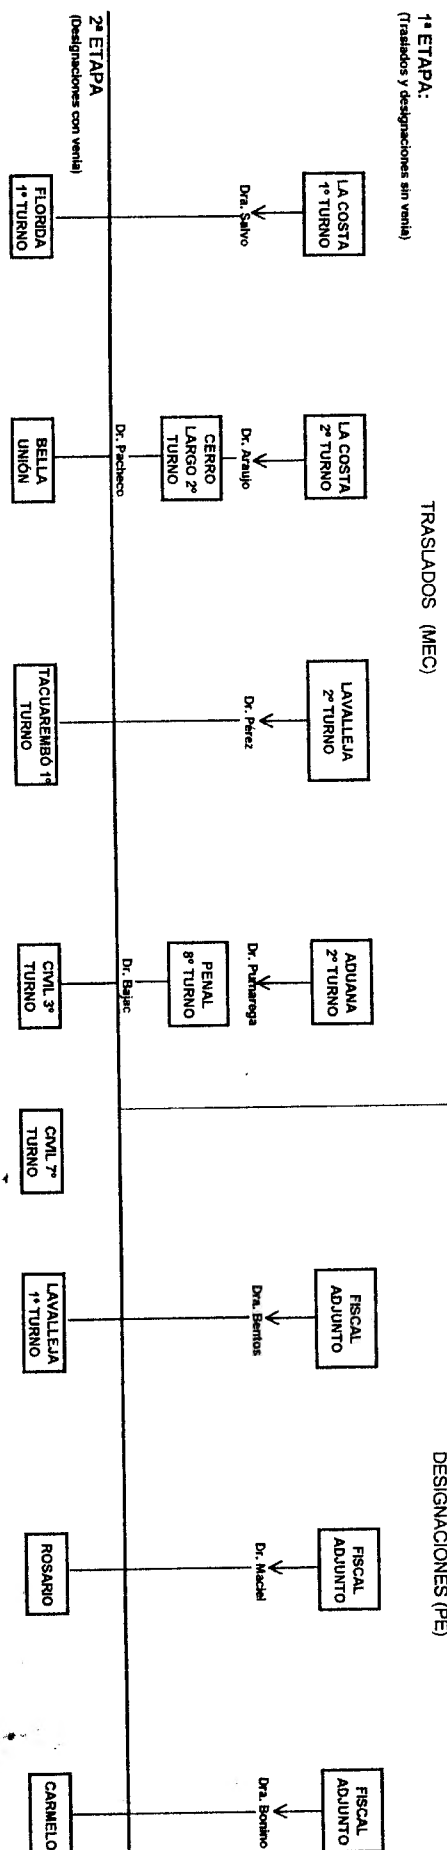 1ª ETAPA:
(Traslados y designaciones sin venia)
TRASLADOS (MEC)
DESIGNACIONES (PE)
LA COSTA
1º TURNO
LA COSTA
2º TURNO
LAVALLEJA
2º TURNO
ADUANA
2º TURNO
FISCAL
ADJUNTO
FISCAL
ADJUNTO
FISCAL
ADJUNTO
Dra. Salvo
Dr. Araujo
Dr. Pérez
Dr. Pumarega
Dra. Bentos
Dr. Maciel
Dra. Bonino
CERRO
LARGO 2º
TURNO
PENAL
8º TURNO
Dr. Pacheco
Dr. Bajac
2ª ETAPA
(Designaciones con venia)
FLORIDA
1º TURNO
BELLA
UNIÓN
TACUAREMBÓ 1º
TURNO
CIVIL 3º
TURNO
CIVIL 7º
TURNO
LAVALLEJA
1º TURNO
ROSARIO
CARMELO